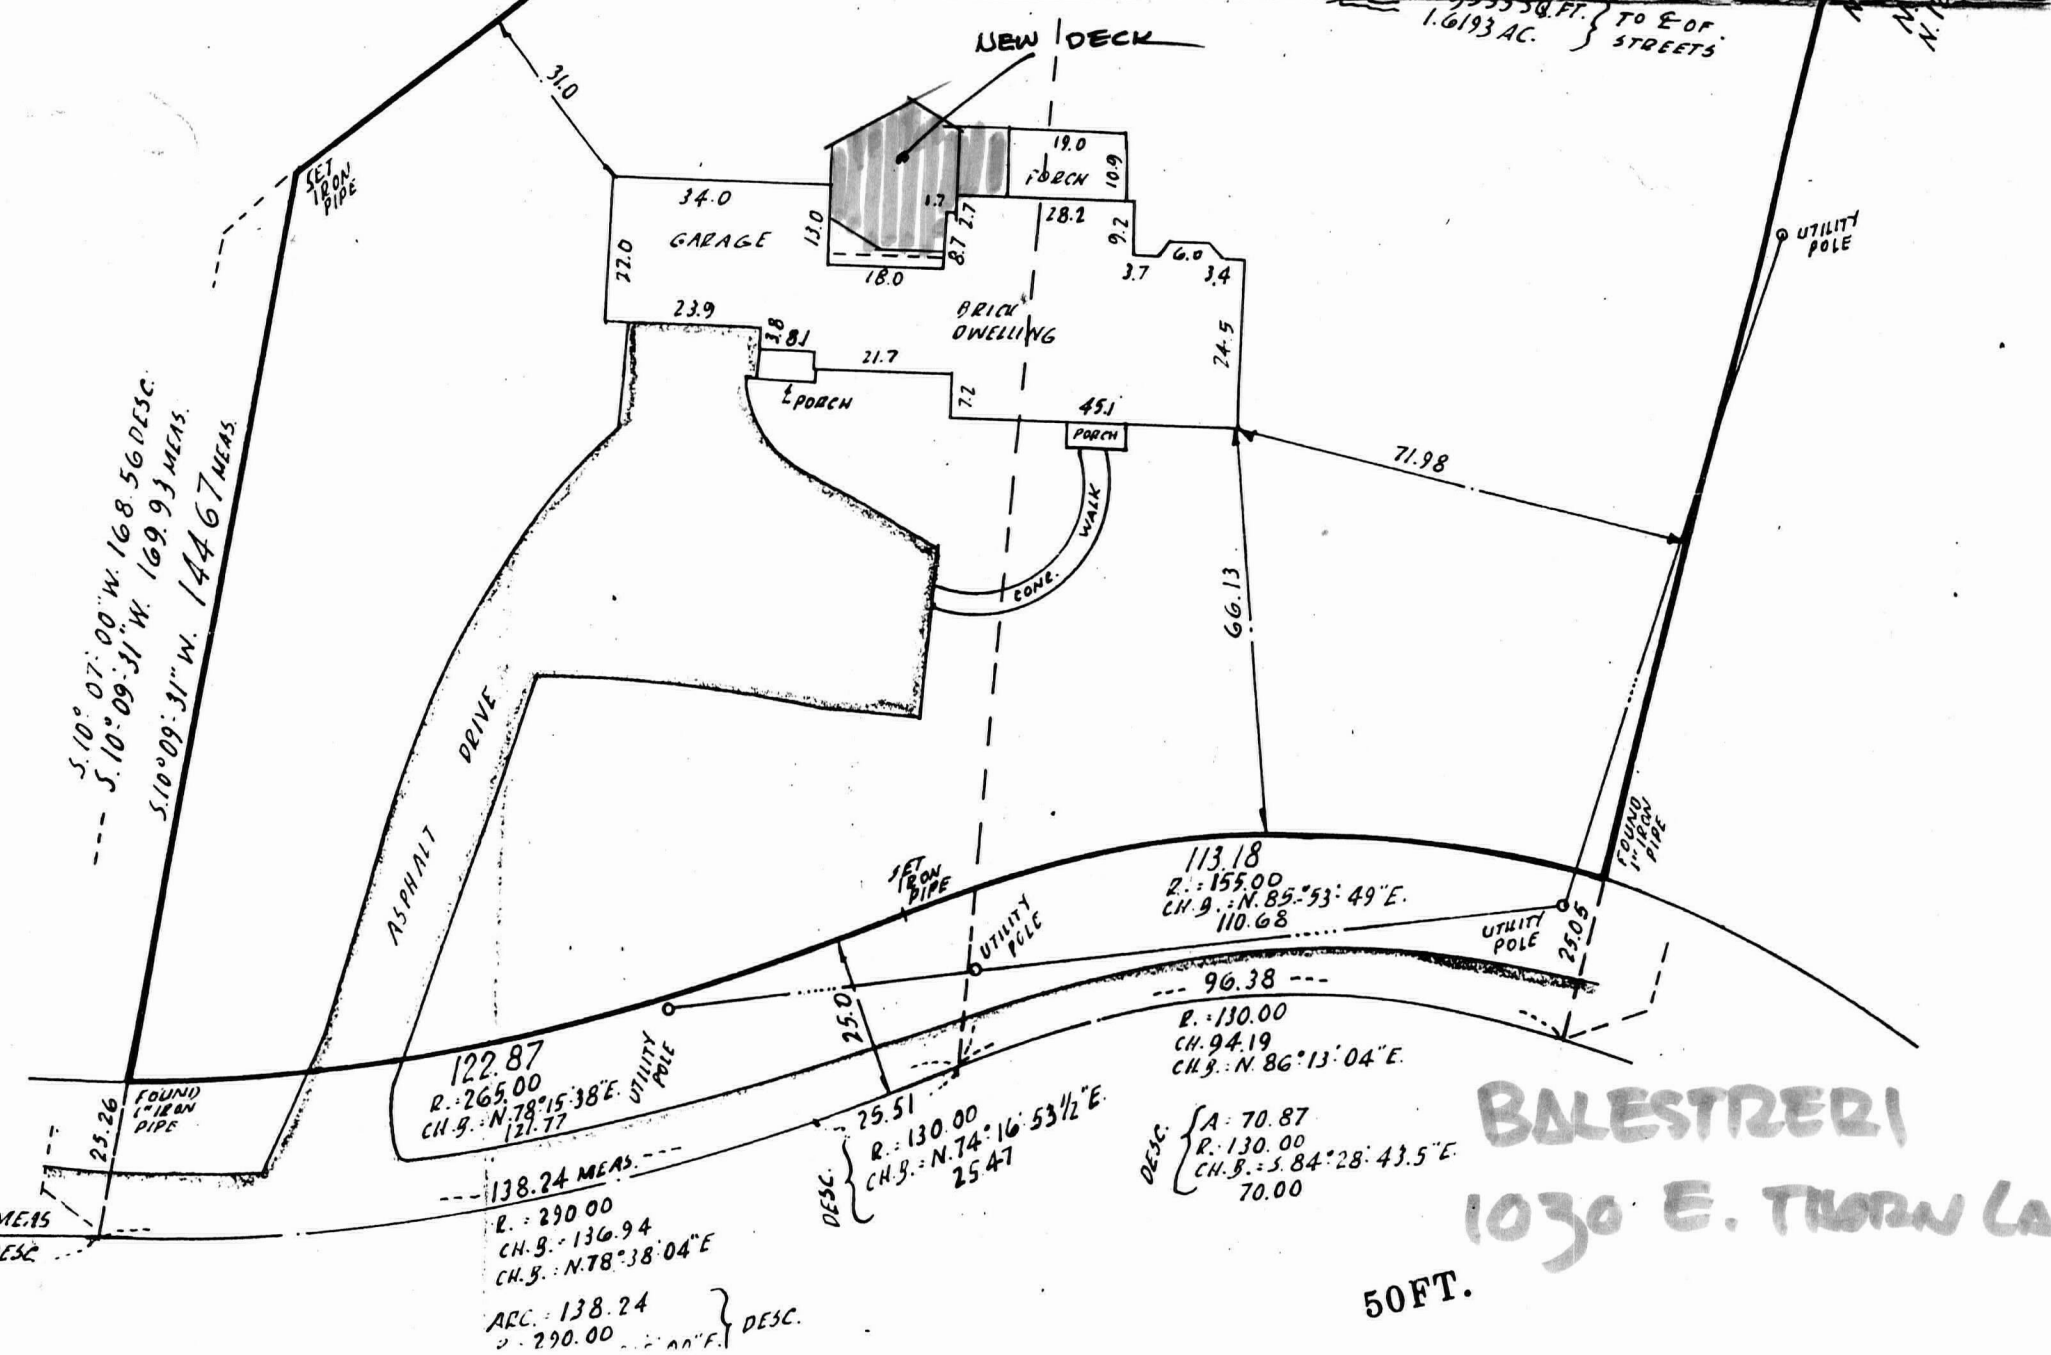 SQ.FT.
1.6193 AC.
TO ℄ OF
STREETS
NEW DECK
31.0
SET
IRON
PIPE
34.0
GARAGE
22.0
13.0
18.0
1.7
2.7
8.7
19.0
PORCH
10.9
28.2
9.2
3.7
6.0
3.4
UTILITY
POLE
BRICK
DWELLING
24.5
23.9
3.8
8.1
PORCH
21.7
7.2
45.1
PORCH
71.98
CONC. WALK
66.13
S.10°07'00"W. 168.56 DESC.
S.10°09'31"W. 169.93 MEAS.
S.10°09'31"W. 144.67 MEAS.
ASPHALT DRIVE
SET
IRON
PIPE
113.18
R.=155.00
CH.B.: N.85°53'49"E.
110.68
UTILITY
POLE
UTILITY
POLE
FOUND
1" IRON
PIPE
25.05
96.38
R.=130.00
CH.94.19
CH.B.: N.86°13'04"E.
25.0
122.87
R.=265.00
CH.B.: N.78°15'38"E.
121.77
UTILITY
POLE
FOUND
1" IRON
PIPE
25.26
25.51
DESC.
R.: 130.00
CH.B.: N.74°16'53½"E.
25.47
DESC.
A: 70.87
R: 130.00
CH.B.: S.84°28'43.5"E.
70.00
138.24 MEAS.
R.: 290.00
CH.B.: 136.94
CH.B.: N.78°38'04"E
ARC.: 138.24
290.00
DESC.
MEAS
DESC
BALESTRERI
1030 E. THORN
50FT.